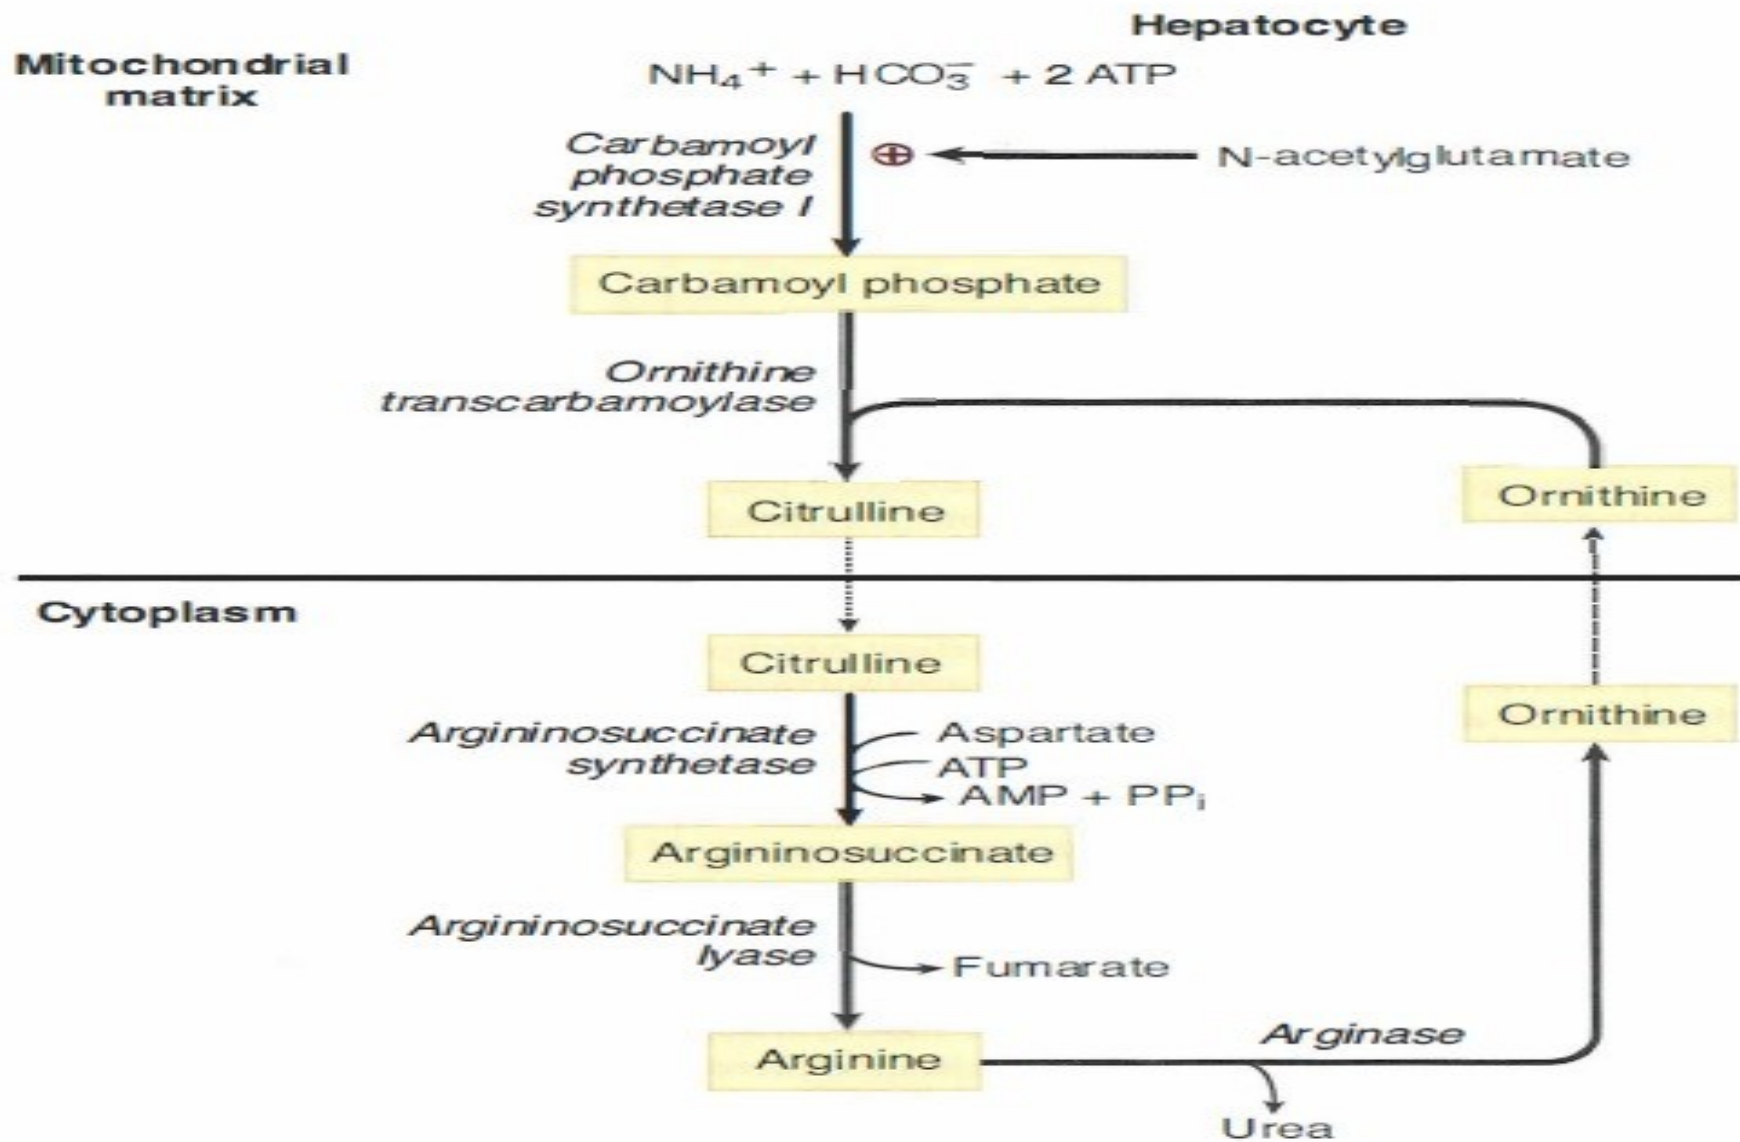 Hepatocyte
Mitochondrial
matrix
NH₄⁺ + HCO₃⁻ + 2 ATP
Carbamoyl
phosphate
synthetase I
⊕
N-acetylglutamate
Carbamoyl phosphate
Ornithine
transcarbamoylase
Citrulline
Ornithine
Cytoplasm
Citrulline
Ornithine
Argininosuccinate
synthetase
Aspartate
ATP
AMP + PPᵢ
Argininosuccinate
Argininosuccinate
lyase
Fumarate
Arginine
Arginase
Urea